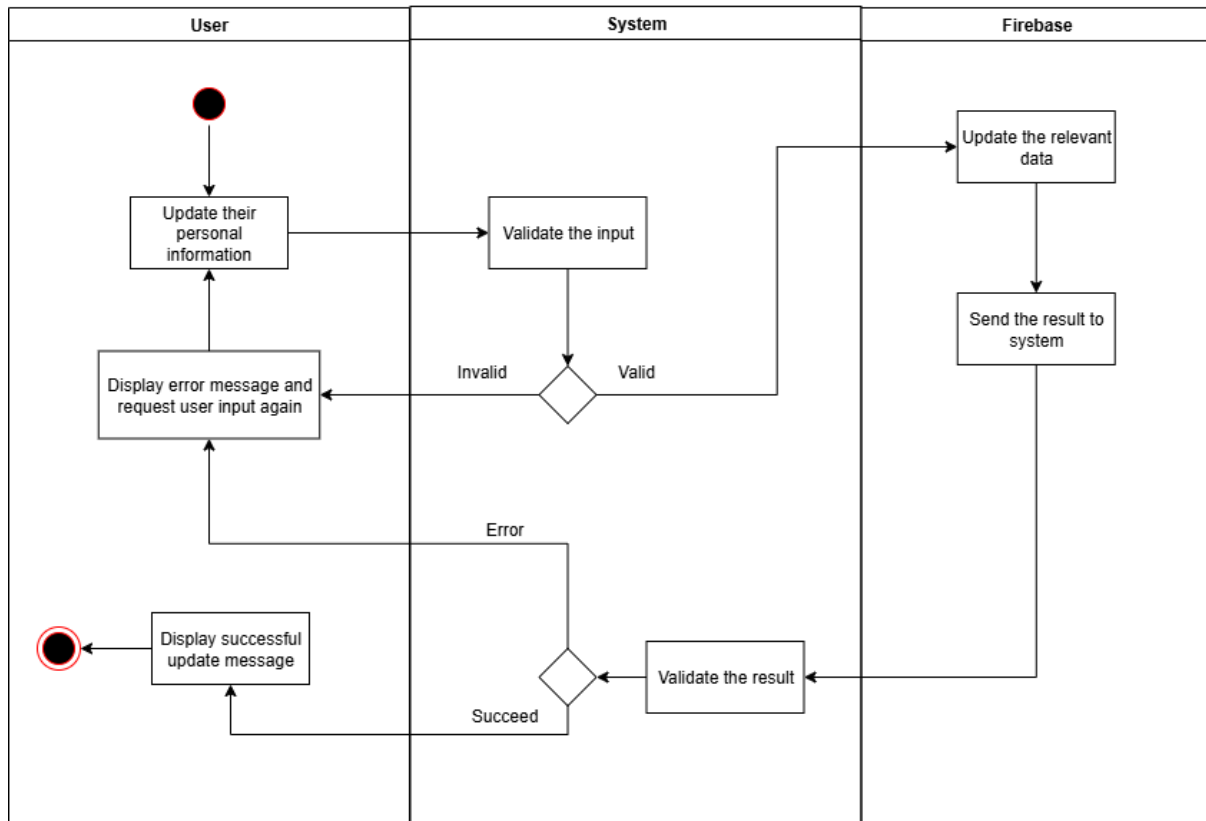 User
System
Firebase
Update the relevant
data
Update their
personal
information
Validate the input
Send the result to
system
Invalid
Valid
Display error message and
request user input again
Error
Display successful
update message
Validate the result
Succeed